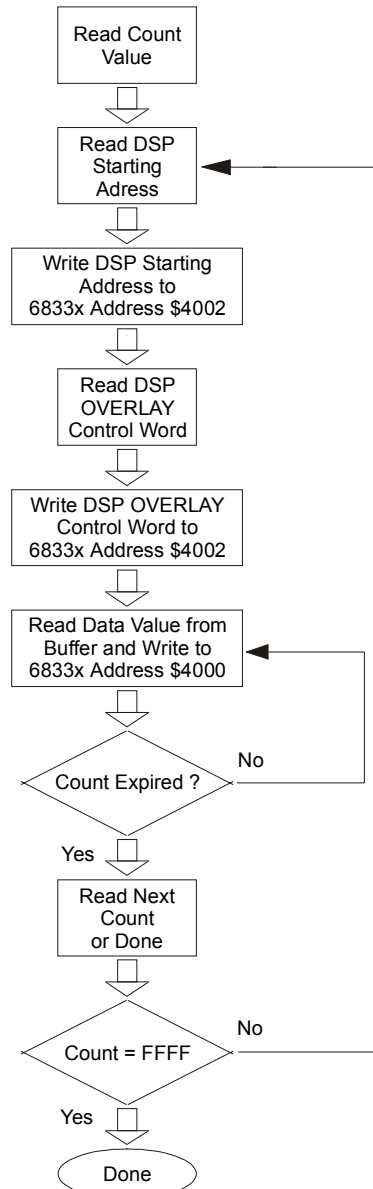 Read Count
Value
Read DSP
Starting
Adress
Write DSP Starting
Address to
6833x Address $4002
Read DSP
OVERLAY
Control Word
Write DSP OVERLAY
Control Word to
6833x Address $4002
Read Data Value from
Buffer and Write to
6833x Address $4000
Count Expired ?
No
Yes
Read Next
Count
or Done
Count = FFFF
No
Yes
Done